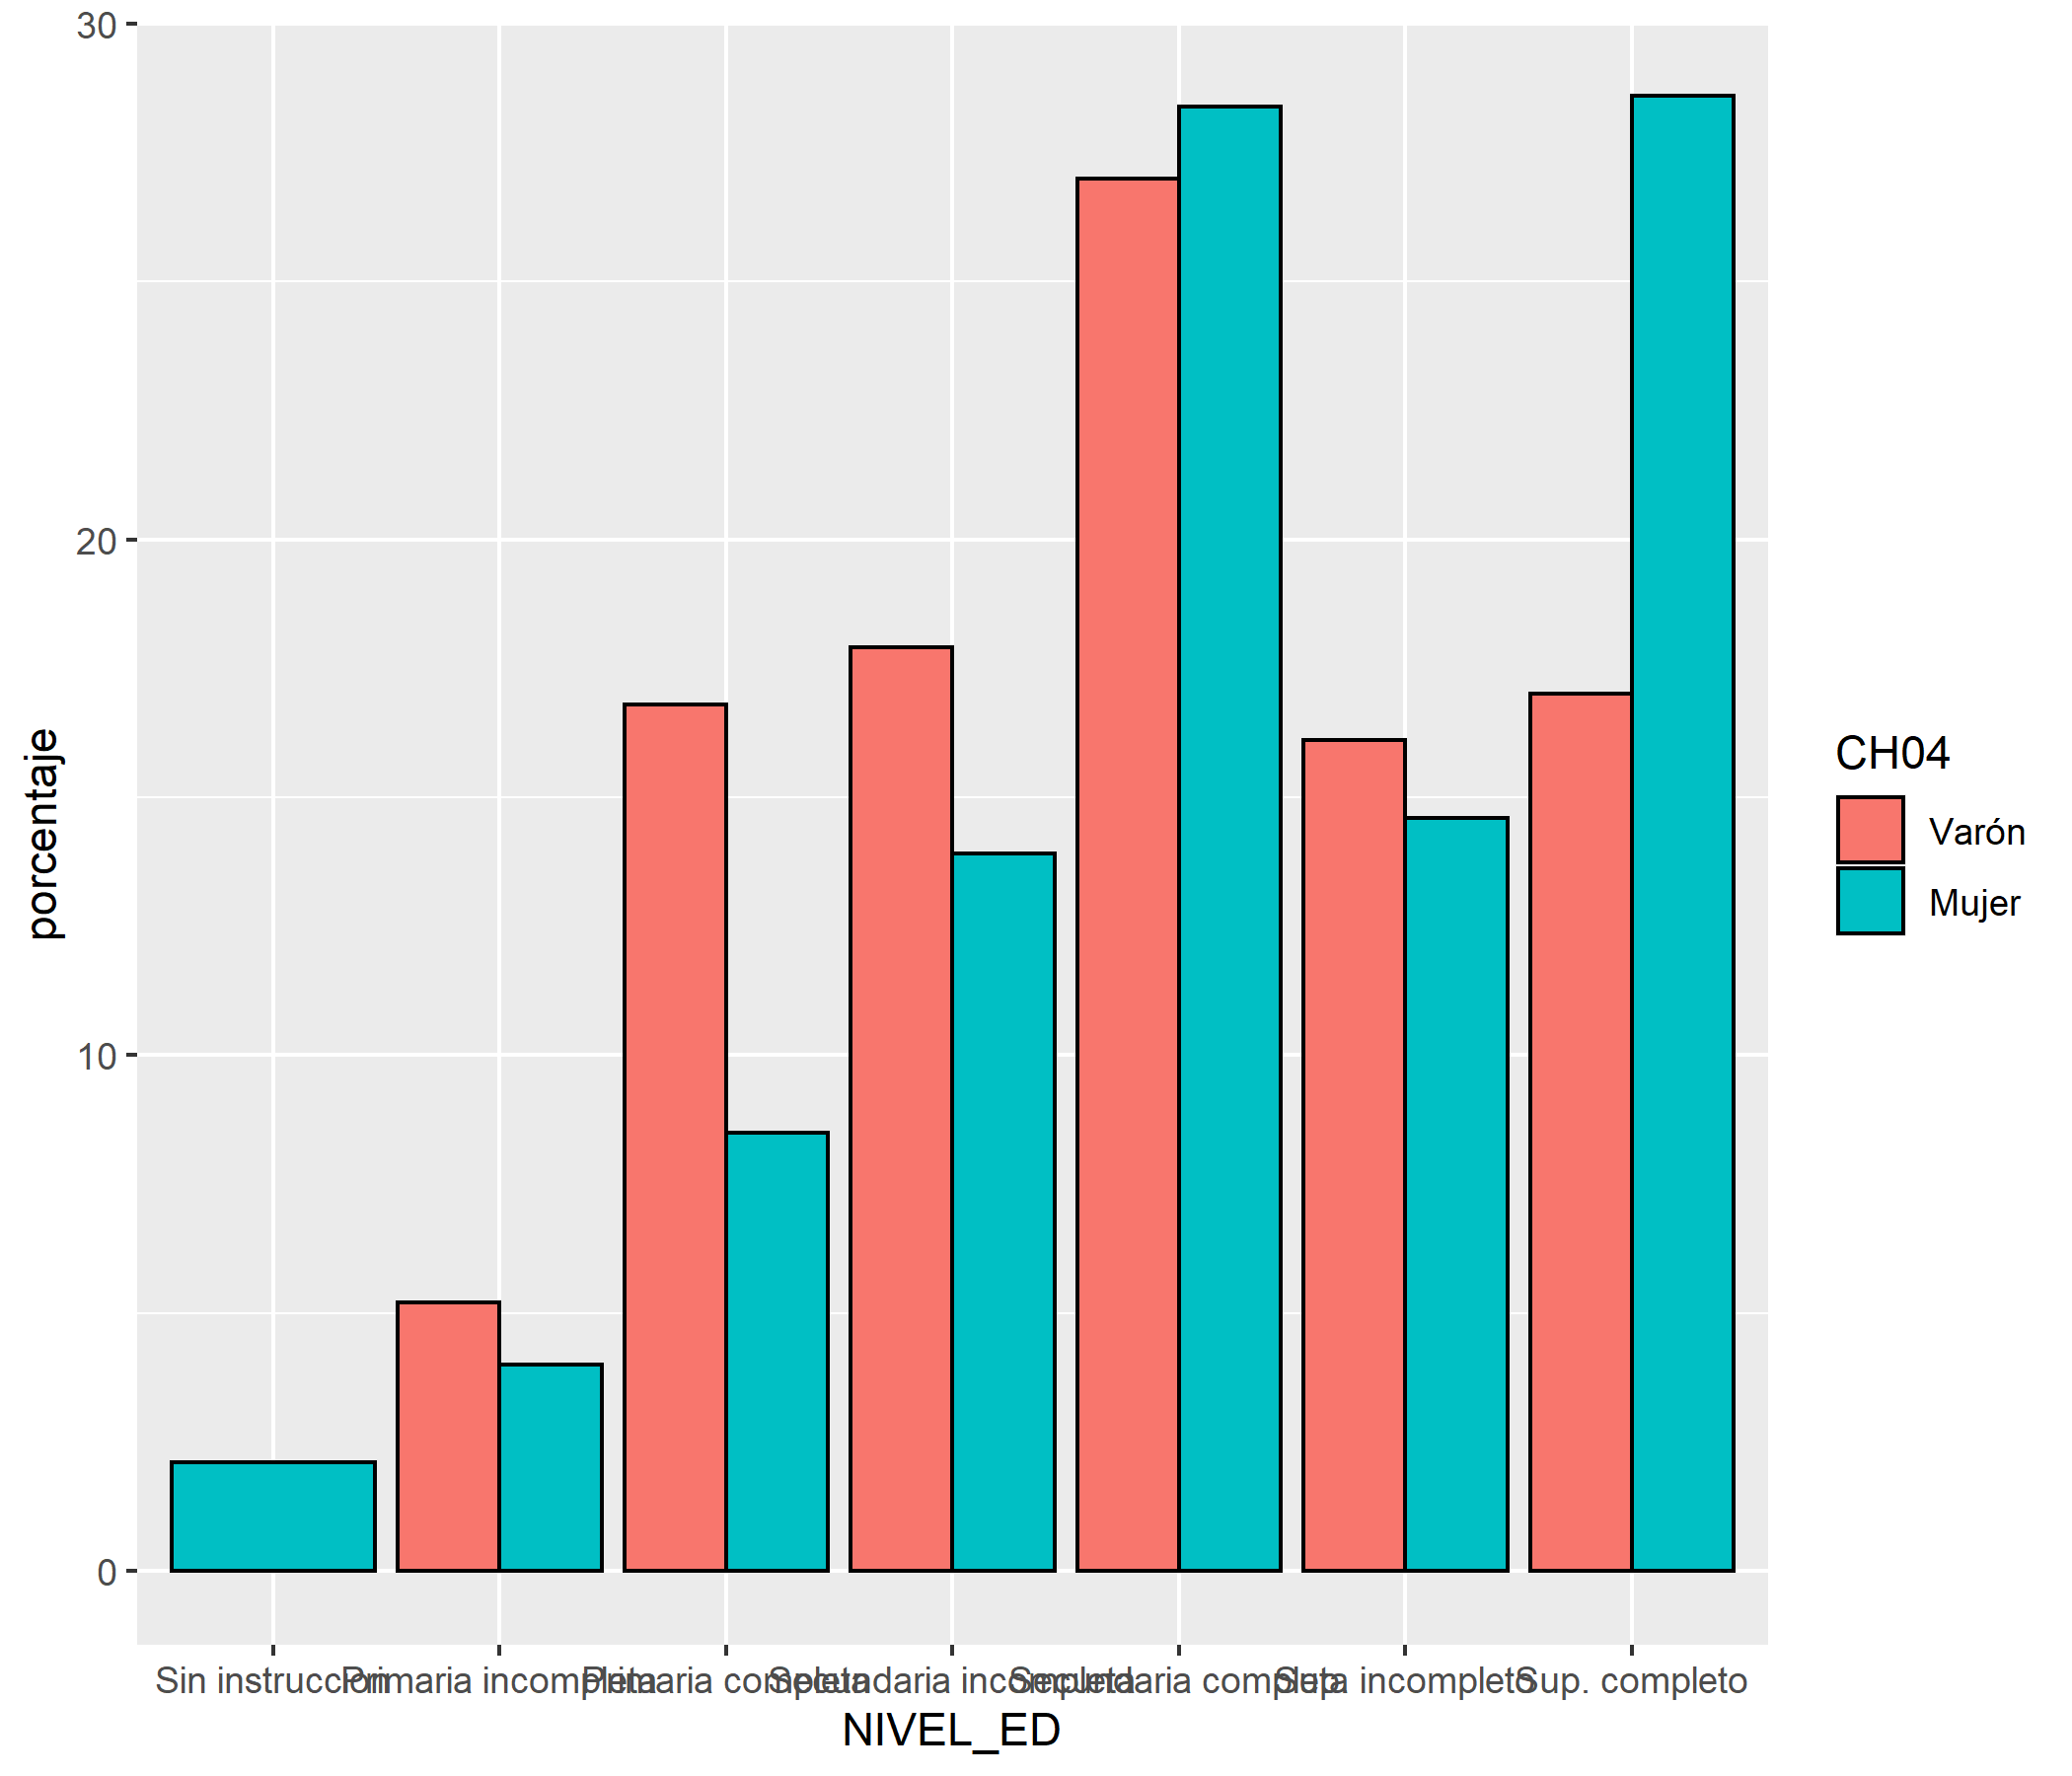 30
20
10
0
porcentaje
Sin instrucción Primaria incompleta Primaria completa Secundaria incompleta Secundaria completa Sup. incompleto Sup. completo
NIVEL_ED
CH04
Varón
Mujer